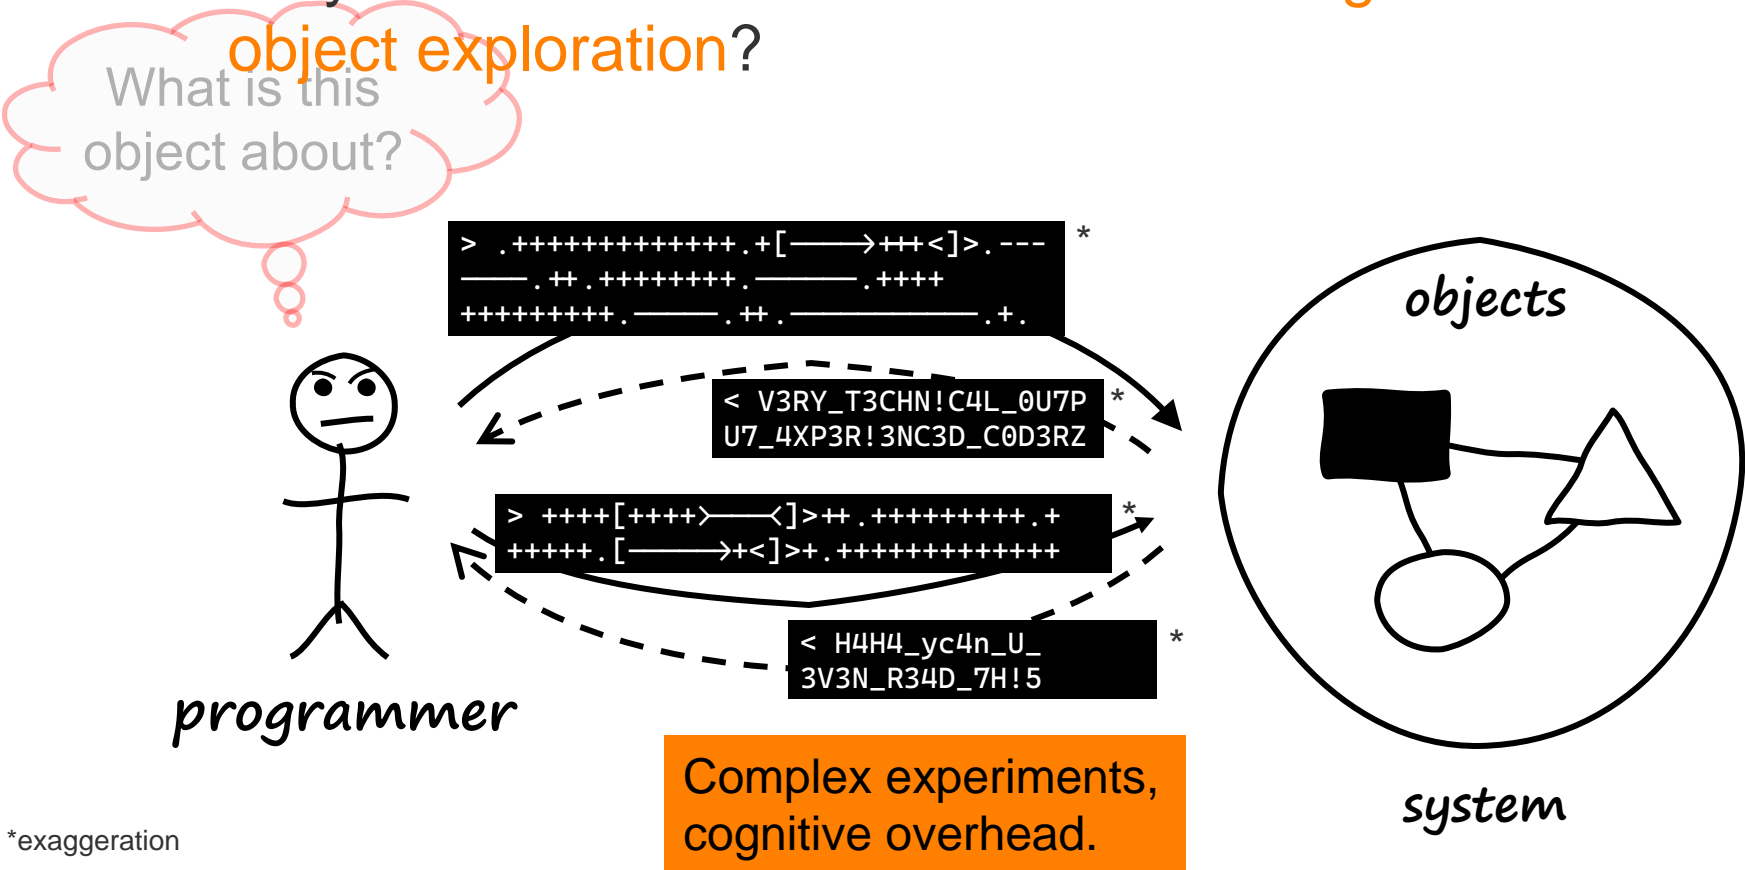 object exploration?
What is this
object about?
> .+++++++++++++.+[----->+++<]>.---
----.++.++++++++.------.++++
+++++++++.-----.++.-----------.+.
*
< V3RY_T3CHN!C4L_0U7P
U7_4XP3R!3NC3D_C0D3RZ
*
> ++++[++++>---<]>++.+++++++++.+
+++++.[------>+<]>+.+++++++++++++
*
< H4H4_yc4n_U_
3V3N_R34D_7H!5
*
objects
programmer
system
Complex experiments,
cognitive overhead.
*exaggeration